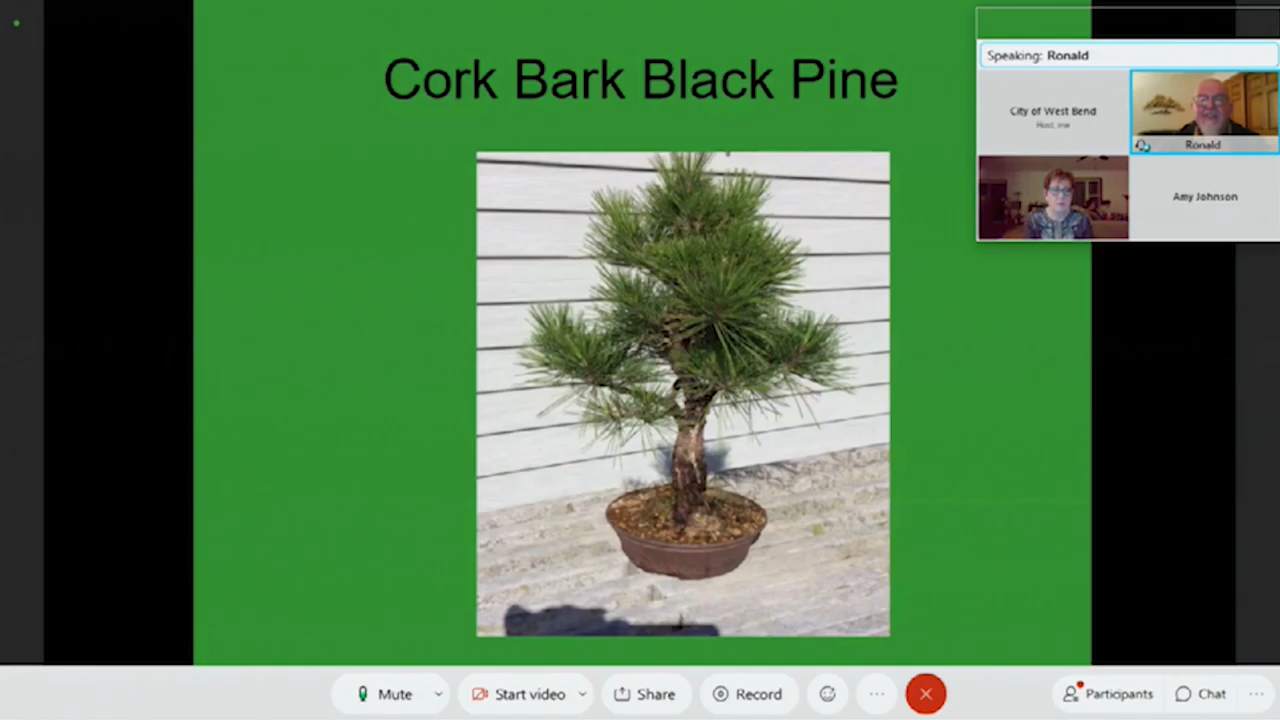 Cork Bark Black Pine
Speaking: Ronald
City of West Bend
Host, me
Ronald
Amy Johnson
Mute
Start video
Share
Record
Participants
Chat